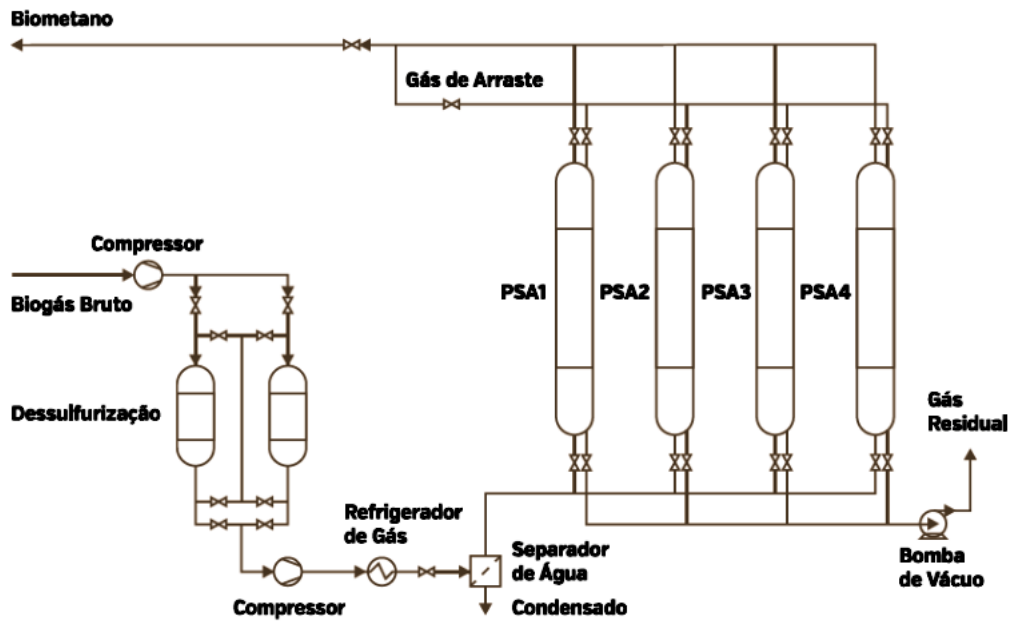 Biometano
Gás de Arraste
Compressor
Biogás Bruto
PSA1
PSA2
PSA3
PSA4
Dessulfurização
Gás
Residual
Refrigerador
de Gás
Separador
de Água
Bomba
de Vácuo
Compressor
Condensado